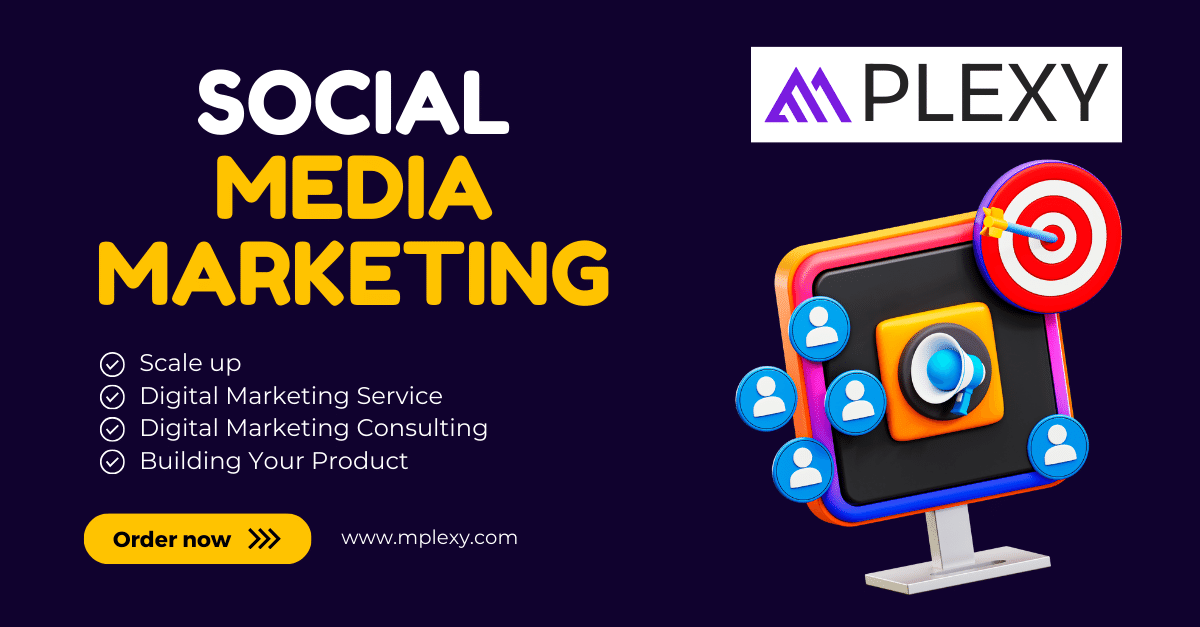 SOCIAL
MEDIA
MARKETING
Scale up
Digital Marketing Service
Digital Marketing Consulting
Building Your Product
Order now
www.mplexy.com
M PLEXY